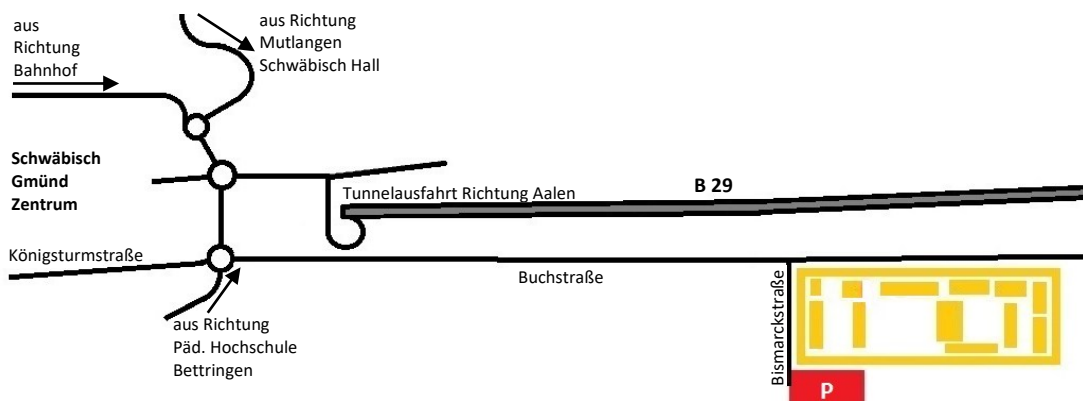 aus
Richtung
Bahnhof
aus Richtung
Mutlangen
Schwäbisch Hall
Schwäbisch
Gmünd
Zentrum
Tunnelausfahrt Richtung Aalen
B 29
Königsturmstraße
Buchstraße
Bismarckstraße
aus Richtung
Päd. Hochschule
Bettringen
P